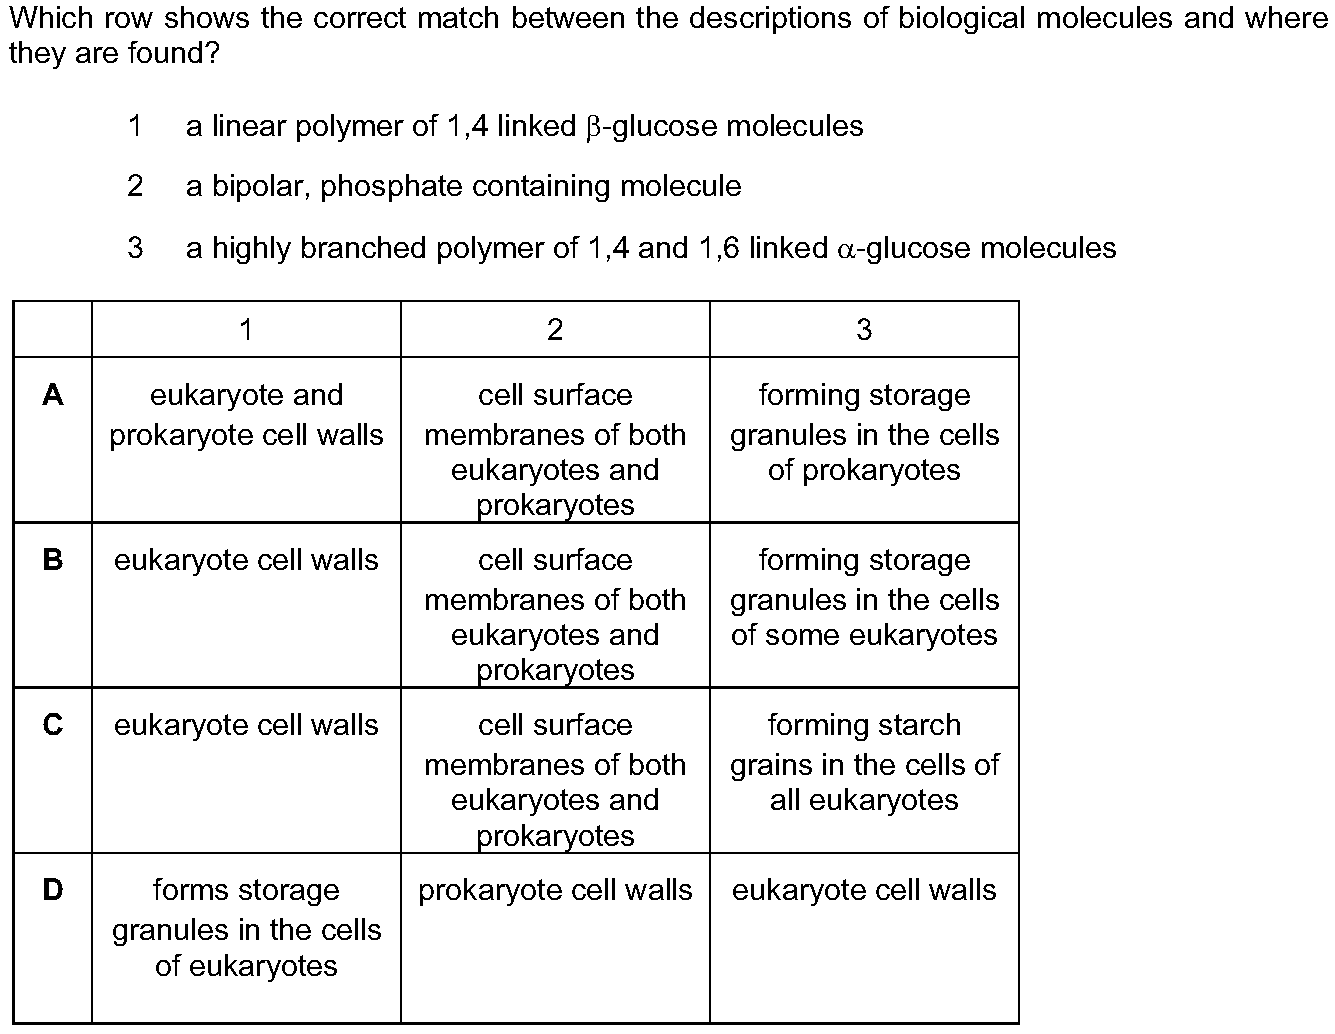 Which row shows the correct match between the descriptions of biological molecules and where
they are found?
1 a linear polymer of 1,4 linked β-glucose molecules
2 a bipolar, phosphate containing molecule
3 a highly branched polymer of 1,4 and 1,6 linked α-glucose molecules
1 2 3
A eukaryote and cell surface forming storage
prokaryote cell walls membranes of both granules in the cells
eukaryotes and of prokaryotes
prokaryotes
B eukaryote cell walls cell surface forming storage
membranes of both granules in the cells
eukaryotes and of some eukaryotes
prokaryotes
C eukaryote cell walls cell surface forming starch
membranes of both grains in the cells of
eukaryotes and all eukaryotes
prokaryotes
D forms storage prokaryote cell walls eukaryote cell walls
granules in the cells
of eukaryotes